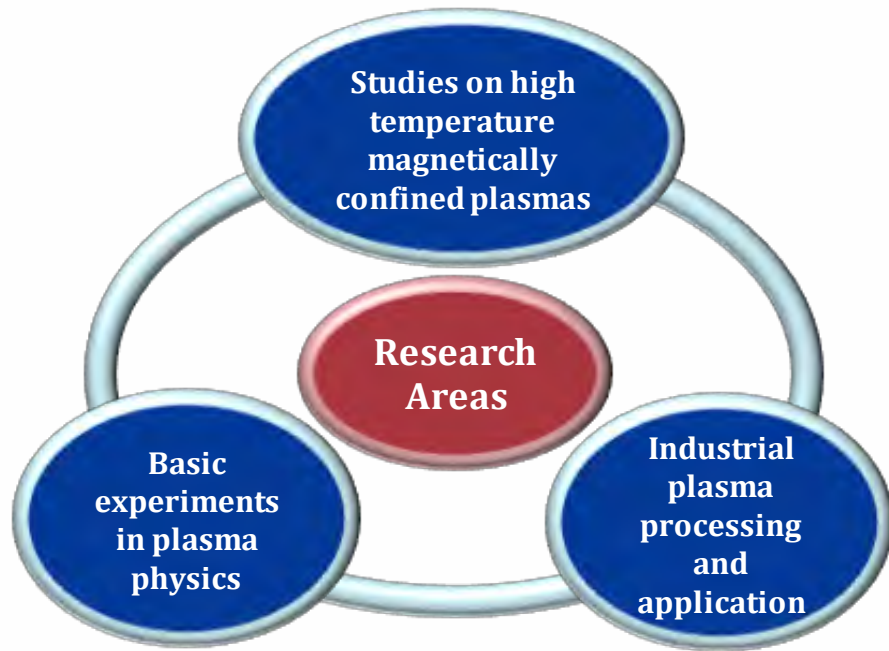 Studies on high
temperature
magnetically
confined plasmas
Research
Areas
Basic
experiments
in plasma
physics
Industrial
plasma
processing
and
application